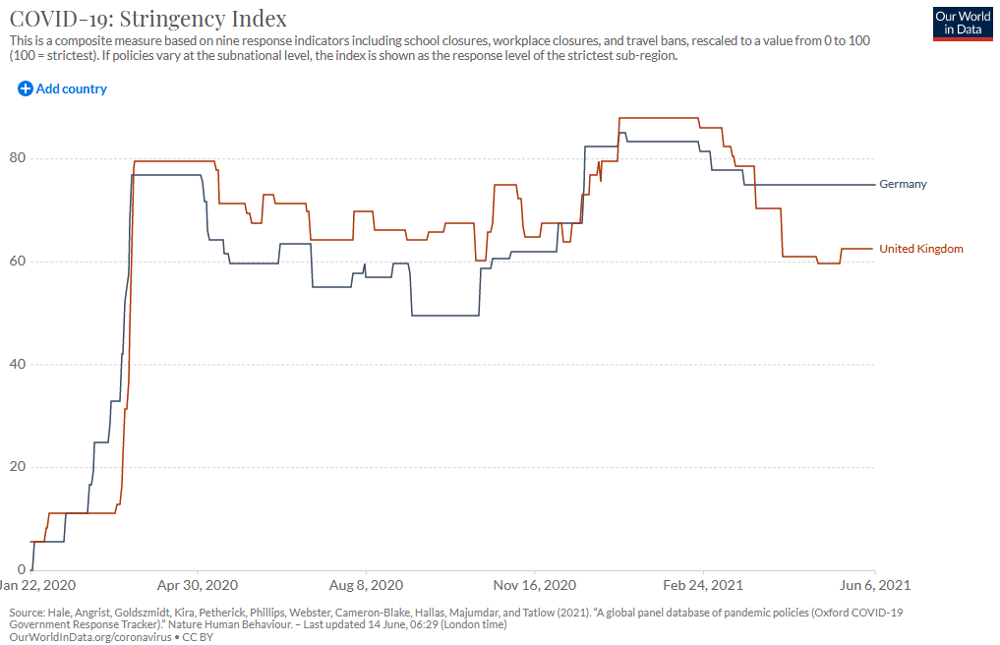 COVID-19: Stringency Index
Our World
in Data
This is a composite measure based on nine response indicators including school closures, workplace closures, and travel bans, rescaled to a value from 0 to 100
(100 = strictest). If policies vary at the subnational level, the index is shown as the response level of the strictest sub-region.
+ Add country
80
60
40
20
0
Germany
United Kingdom
Jan 22, 2020
Apr 30, 2020
Aug 8, 2020
Nov 16, 2020
Feb 24, 2021
Jun 6, 2021
Source: Hale, Angrist, Goldszmidt, Kira, Petherick, Phillips, Webster, Cameron-Blake, Hallas, Majumdar, and Tatlow (2021). “A global panel database of pandemic policies (Oxford COVID-19
Government Response Tracker).” Nature Human Behaviour. – Last updated 14 June, 06:29 (London time)
OurWorldInData.org/coronavirus • CC BY